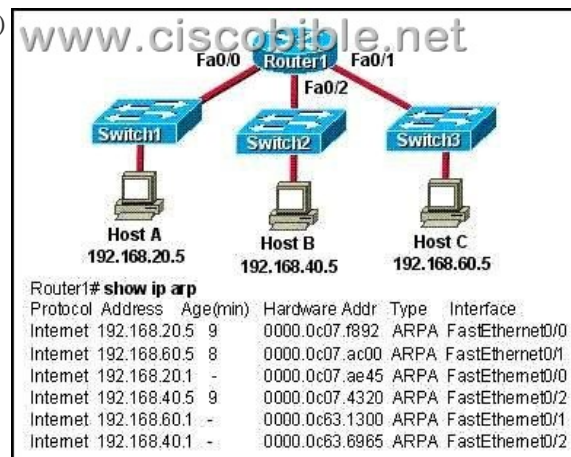 )
www.ciscobible.net
Fa0/0 Router1 Fa0/1
Fa0/2
Switch1 Switch2 Switch3
Host A
192.168.20.5
Host B
192.168.40.5
Host C
192.168.60.5
Router1# show ip arp
Protocol Address Age(min) Hardware Addr Type Interface
Internet 192.168.20.5 9 0000.0c07.f892 ARPA FastEthernet0/0
Internet 192.168.60.5 8 0000.0c07.ac00 ARPA FastEthernet0/1
Internet 192.168.20.1 - 0000.0c07.ae45 ARPA FastEthernet0/0
Internet 192.168.40.5 9 0000.0c07.4320 ARPA FastEthernet0/2
Internet 192.168.60.1 - 0000.0c63.1300 ARPA FastEthernet0/1
Internet 192.168.40.1 - 0000.0c63.6965 ARPA FastEthernet0/2